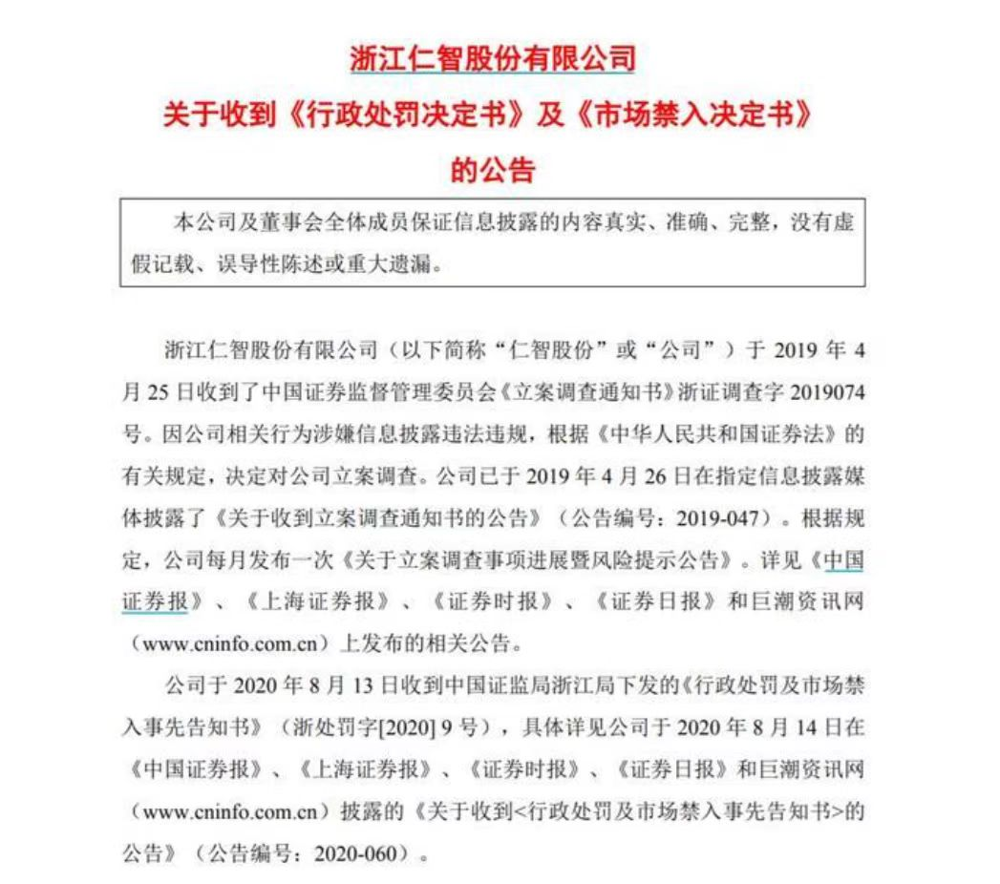 浙江仁智股份有限公司
关于收到《行政处罚决定书》及《市场禁入决定书》
的公告
本公司及董事会全体成员保证信息披露的内容真实、准确、完整，没有虚
假记载、误导性陈述或重大遗漏。
浙江仁智股份有限公司（以下简称“仁智股份”或“公司”）于 2019 年 4
月 25 日收到了中国证券监督管理委员会《立案调查通知书》浙证调查字 2019074
号。因公司相关行为涉嫌信息披露违法违规，根据《中华人民共和国证券法》的
有关规定，决定对公司立案调查。公司已于 2019 年 4 月 26 日在指定信息披露媒
体披露了《关于收到立案调查通知书的公告》（公告编号：2019-047）。根据规
定，公司每月发布一次《关于立案调查事项进展暨风险提示公告》。详见《中国
证券报》、《上海证券报》、《证券时报》、《证券日报》和巨潮资讯网
（www.cninfo.com.cn）上发布的相关公告。
公司于 2020 年 8 月 13 日收到中国证监局浙江局下发的《行政处罚及市场禁
入事先告知书》（浙处罚字[2020] 9 号），具体详见公司于 2020 年 8 月 14 日在
《中国证券报》、《上海证券报》、《证券时报》、《证券日报》和巨潮资讯网
（www.cninfo.com.cn）披露的《关于收到<行政处罚及市场禁入事先告知书>的
公告》（公告编号：2020-060）。